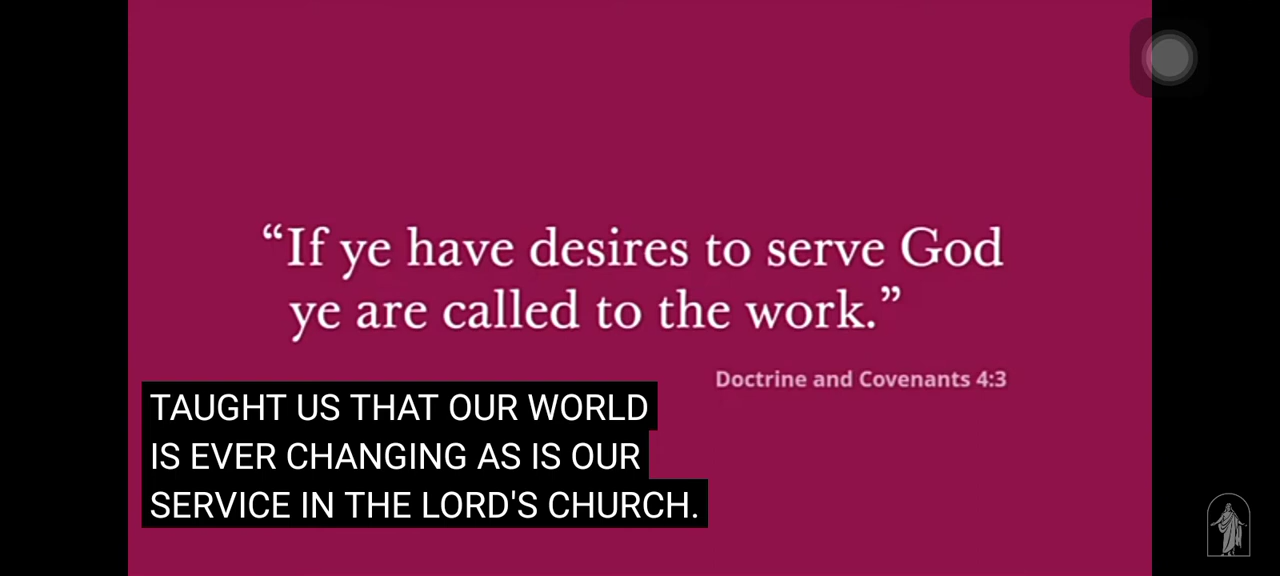 “If ye have desires to serve God
ye are called to the work.”
Doctrine and Covenants 4:3
TAUGHT US THAT OUR WORLD
IS EVER CHANGING AS IS OUR
SERVICE IN THE LORD'S CHURCH.